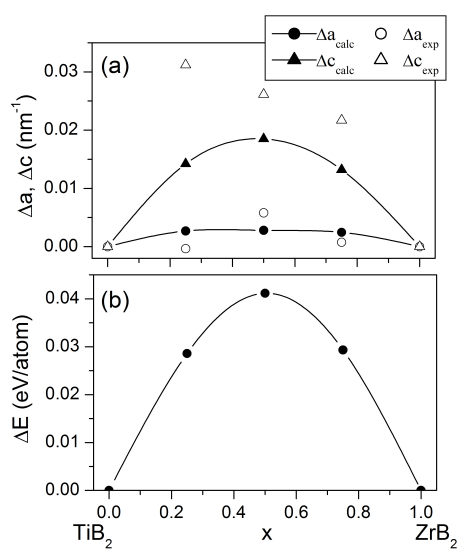 Δa_calc Δa_exp
Δc_calc Δc_exp
(a)
0.03
0.02
0.01
0.00
Δa, Δc (nm⁻¹)
(b)
0.04
0.03
0.02
0.01
0.00
ΔE (eV/atom)
0.0 0.2 0.4 0.6 0.8 1.0
TiB₂ x ZrB₂